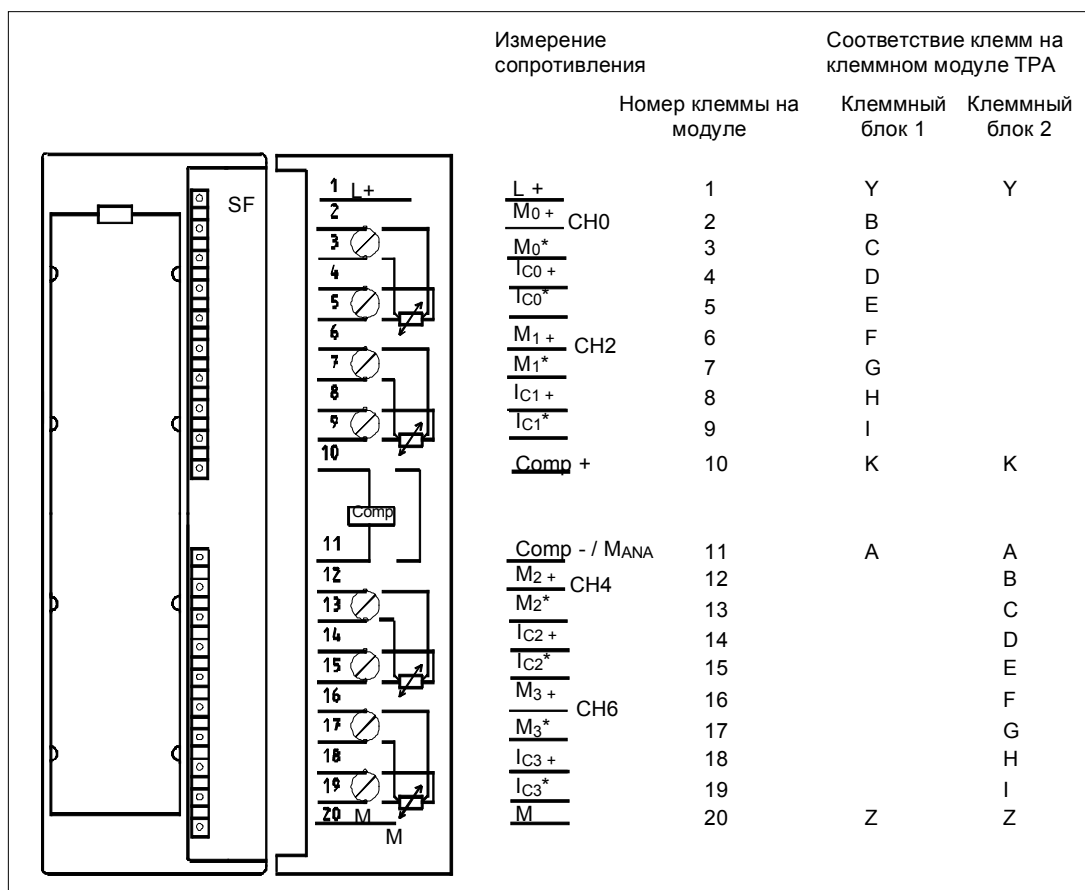 Измерение сопротивления
Соответствие клемм на клеммном модуле TPA
Номер клеммы на модуле
Клеммный блок 1
Клеммный блок 2
SF
1 L+
2
3
4
5
6
7
8
9
10
Comp
11
12
13
14
15
16
17
18
19
20 M
M
L + 1 Y Y
M0 + CH0 2 B
M0* 3 C
IC0 + 4 D
IC0* 5 E
M1 + CH2 6 F
M1* 7 G
IC1 + 8 H
IC1* 9 I
Comp + 10 K K
Comp - / MANA 11 A A
M2 + CH4 12 B
M2* 13 C
IC2 + 14 D
IC2* 15 E
M3 + CH6 16 F
M3* 17 G
IC3 + 18 H
IC3* 19 I
M 20 Z Z